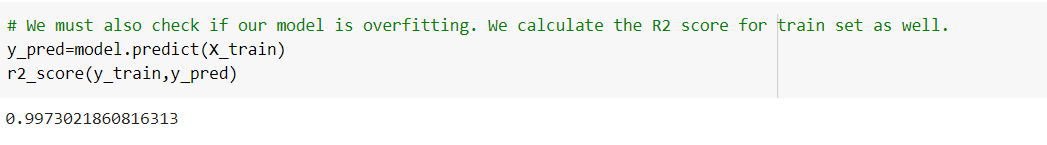 # We must also check if our model is overfitting. We calculate the R2 score for train set as well.
y_pred=model.predict(X_train)
r2_score(y_train,y_pred)
0.9973021860816313